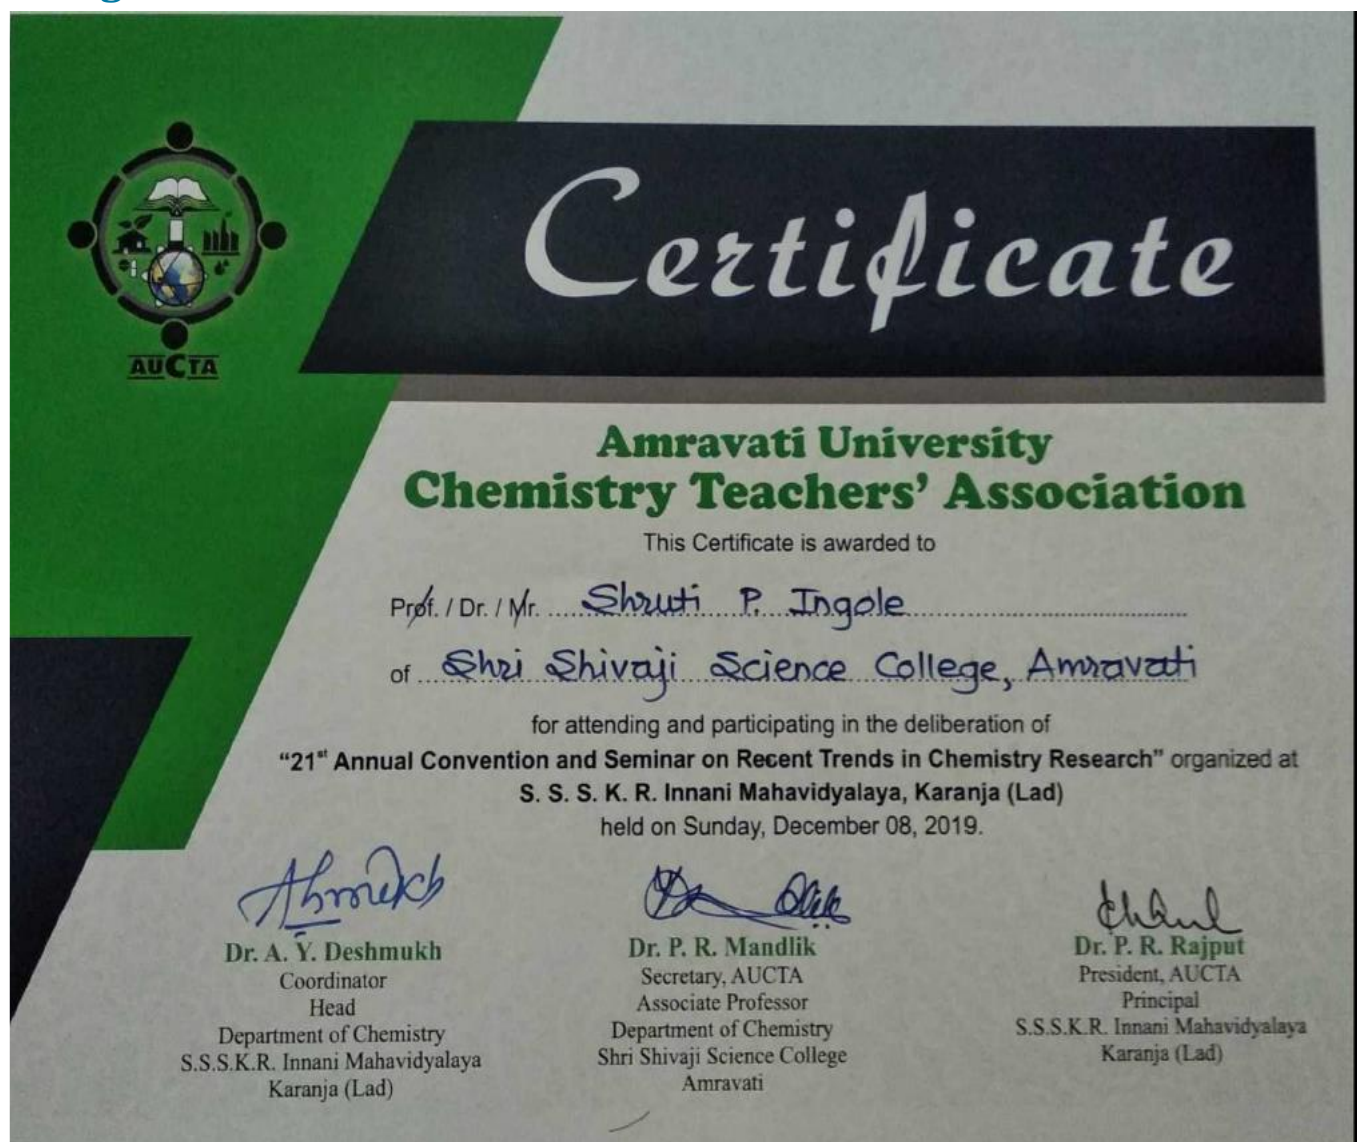 AUCTA
Certificate
Amravati University
Chemistry Teachers' Association
This Certificate is awarded to
Prof. / Dr. / Mr. Shruti P. Ingole
of Shri Shivaji Science College, Amravati
for attending and participating in the deliberation of
“21st Annual Convention and Seminar on Recent Trends in Chemistry Research” organized at
S. S. S. K. R. Innani Mahavidyalaya, Karanja (Lad)
held on Sunday, December 08, 2019.
Dr. A. Y. Deshmukh
Coordinator
Head
Department of Chemistry
S.S.S.K.R. Innani Mahavidyalaya
Karanja (Lad)
Dr. P. R. Mandlik
Secretary, AUCTA
Associate Professor
Department of Chemistry
Shri Shivaji Science College
Amravati
Dr. P. R. Rajput
President, AUCTA
Principal
S.S.S.K.R. Innani Mahavidyalaya
Karanja (Lad)